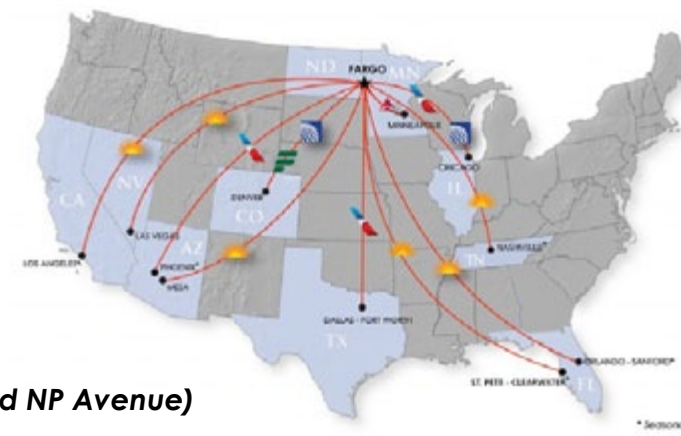 ND FARGO MN
MINNEAPOLIS
CHICAGO
CA NV
DENVER
IL
CO
LAS VEGAS
AZ
NASHVILLE*
TN
LOS ANGELES*
PHOENIX*
MESA
DALLAS - FORT WORTH
TX
ORLANDO - SANFORD*
ST. PETE - CLEARWATER*
FL
d NP Avenue)
* Seasona